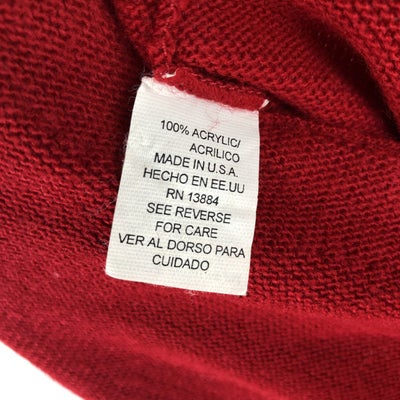 100% ACRYLIC/
ACRILICO
MADE IN U.S.A.
HECHO EN EE.UU
RN 13884
SEE REVERSE
FOR CARE
VER AL DORSO PARA
CUIDADO